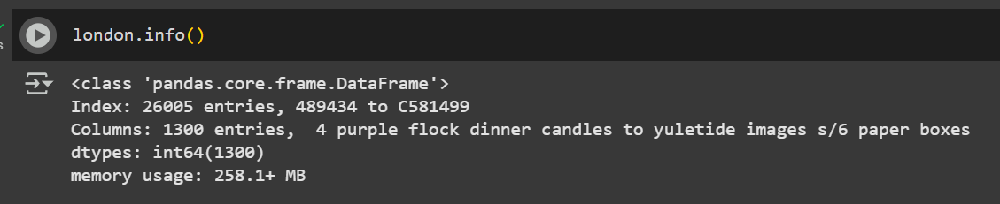 london.info()
s
<class 'pandas.core.frame.DataFrame'>
Index: 26005 entries, 489434 to C581499
Columns: 1300 entries,  4 purple flock dinner candles to yuletide images s/6 paper boxes
dtypes: int64(1300)
memory usage: 258.1+ MB